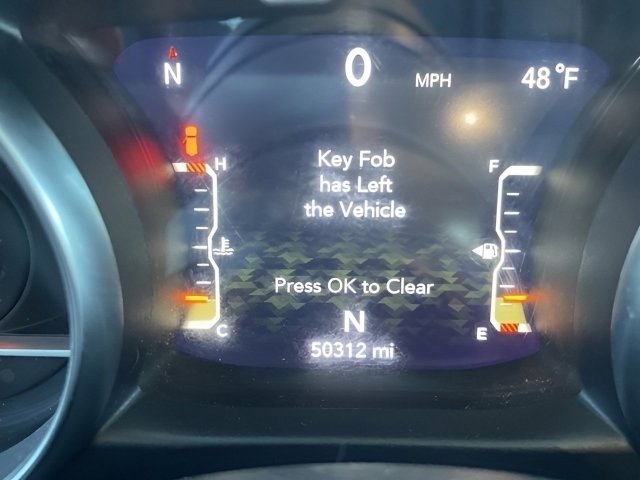 N 0 MPH 48°F
H F
Key Fob
has Left
the Vehicle
Press OK to Clear
C N E
50312 mi